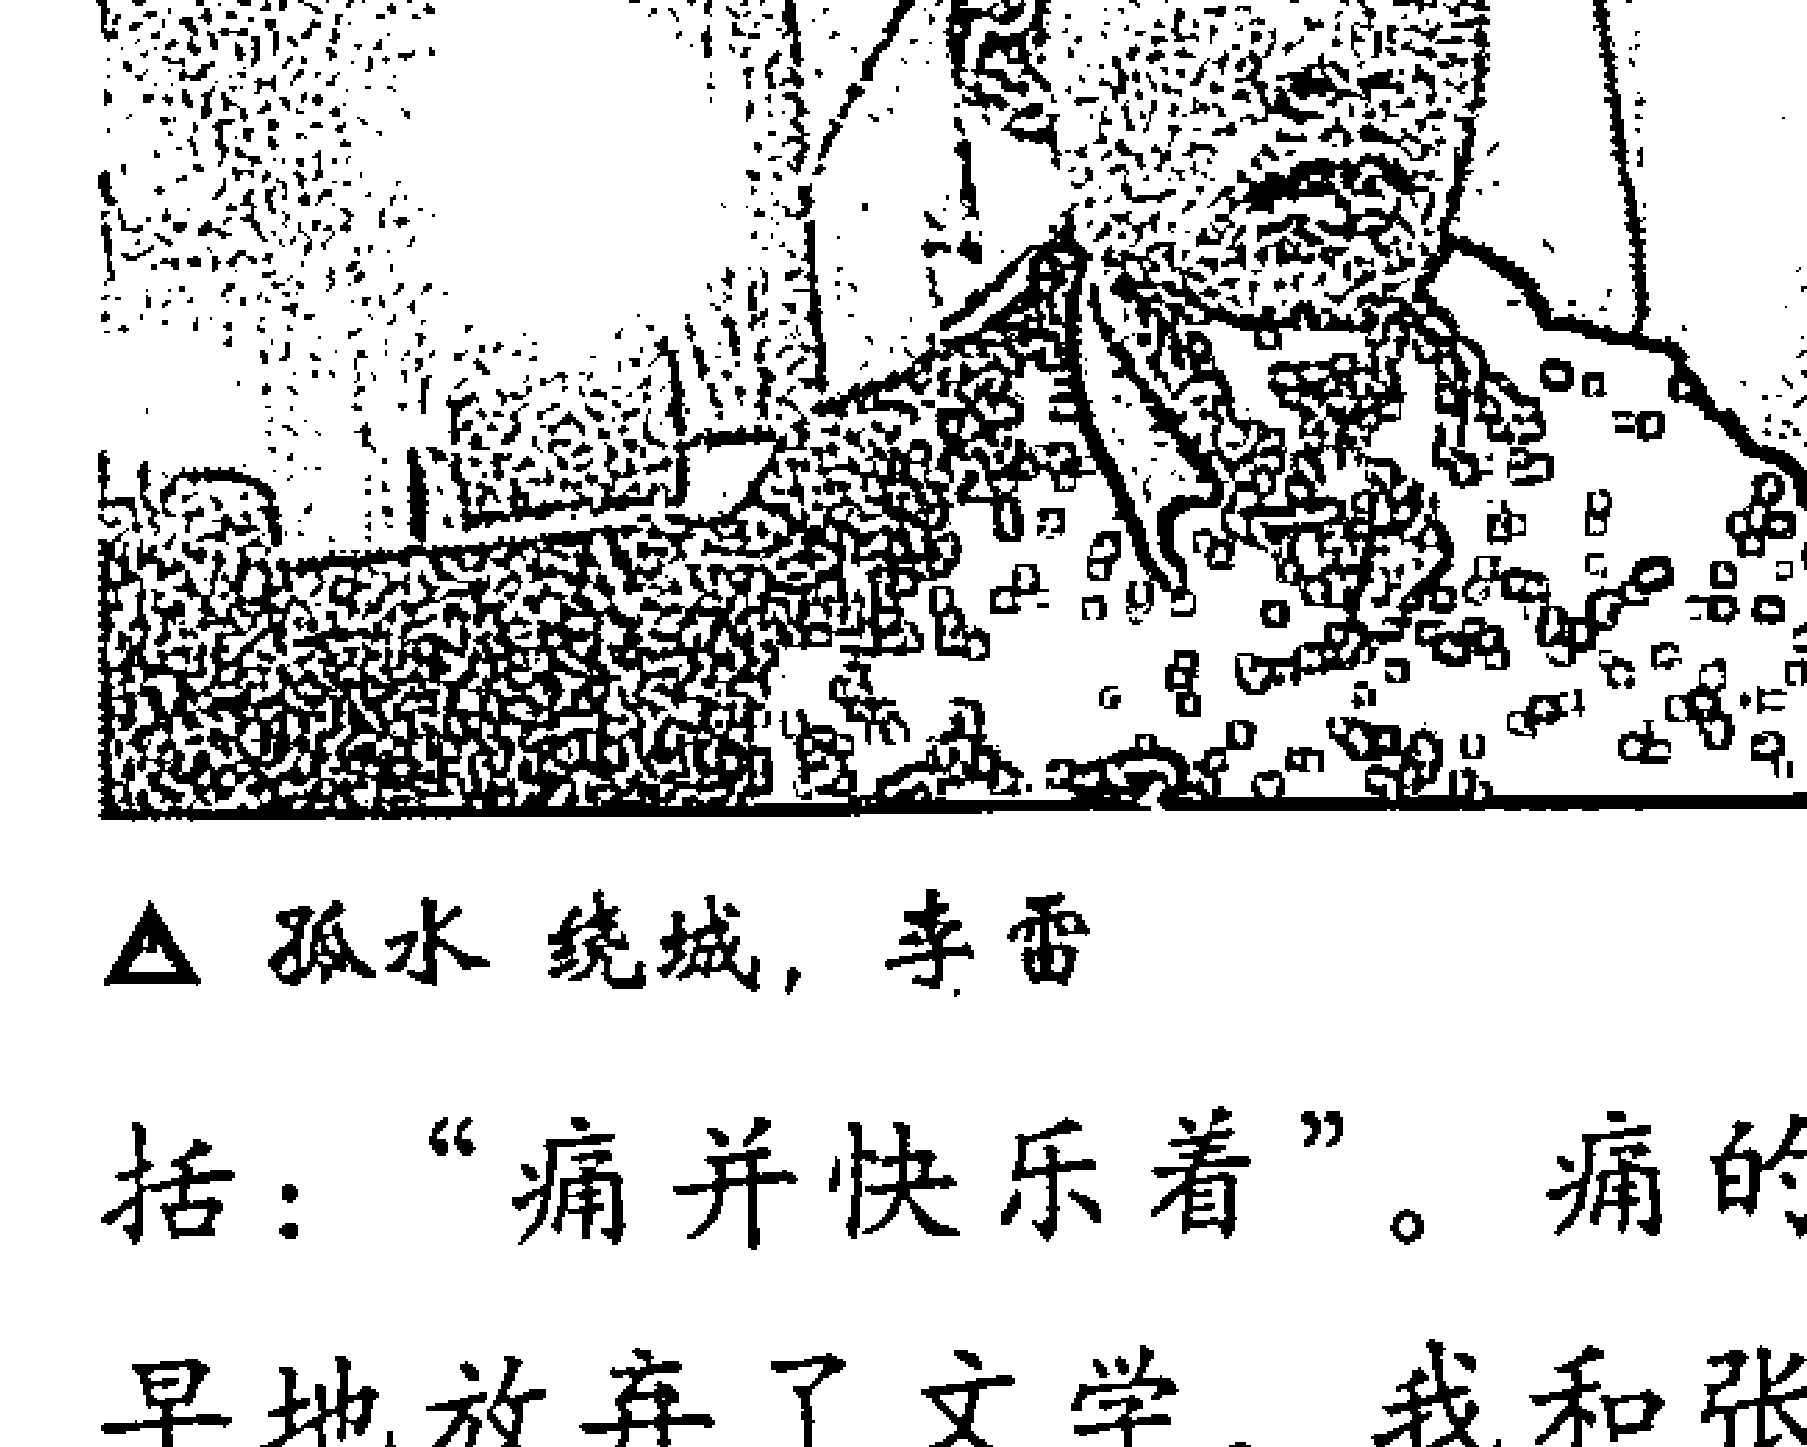 △ 孤水 绕城，李雷
括：“痛并快乐着”。痛的
早地放弃了文学。我和张